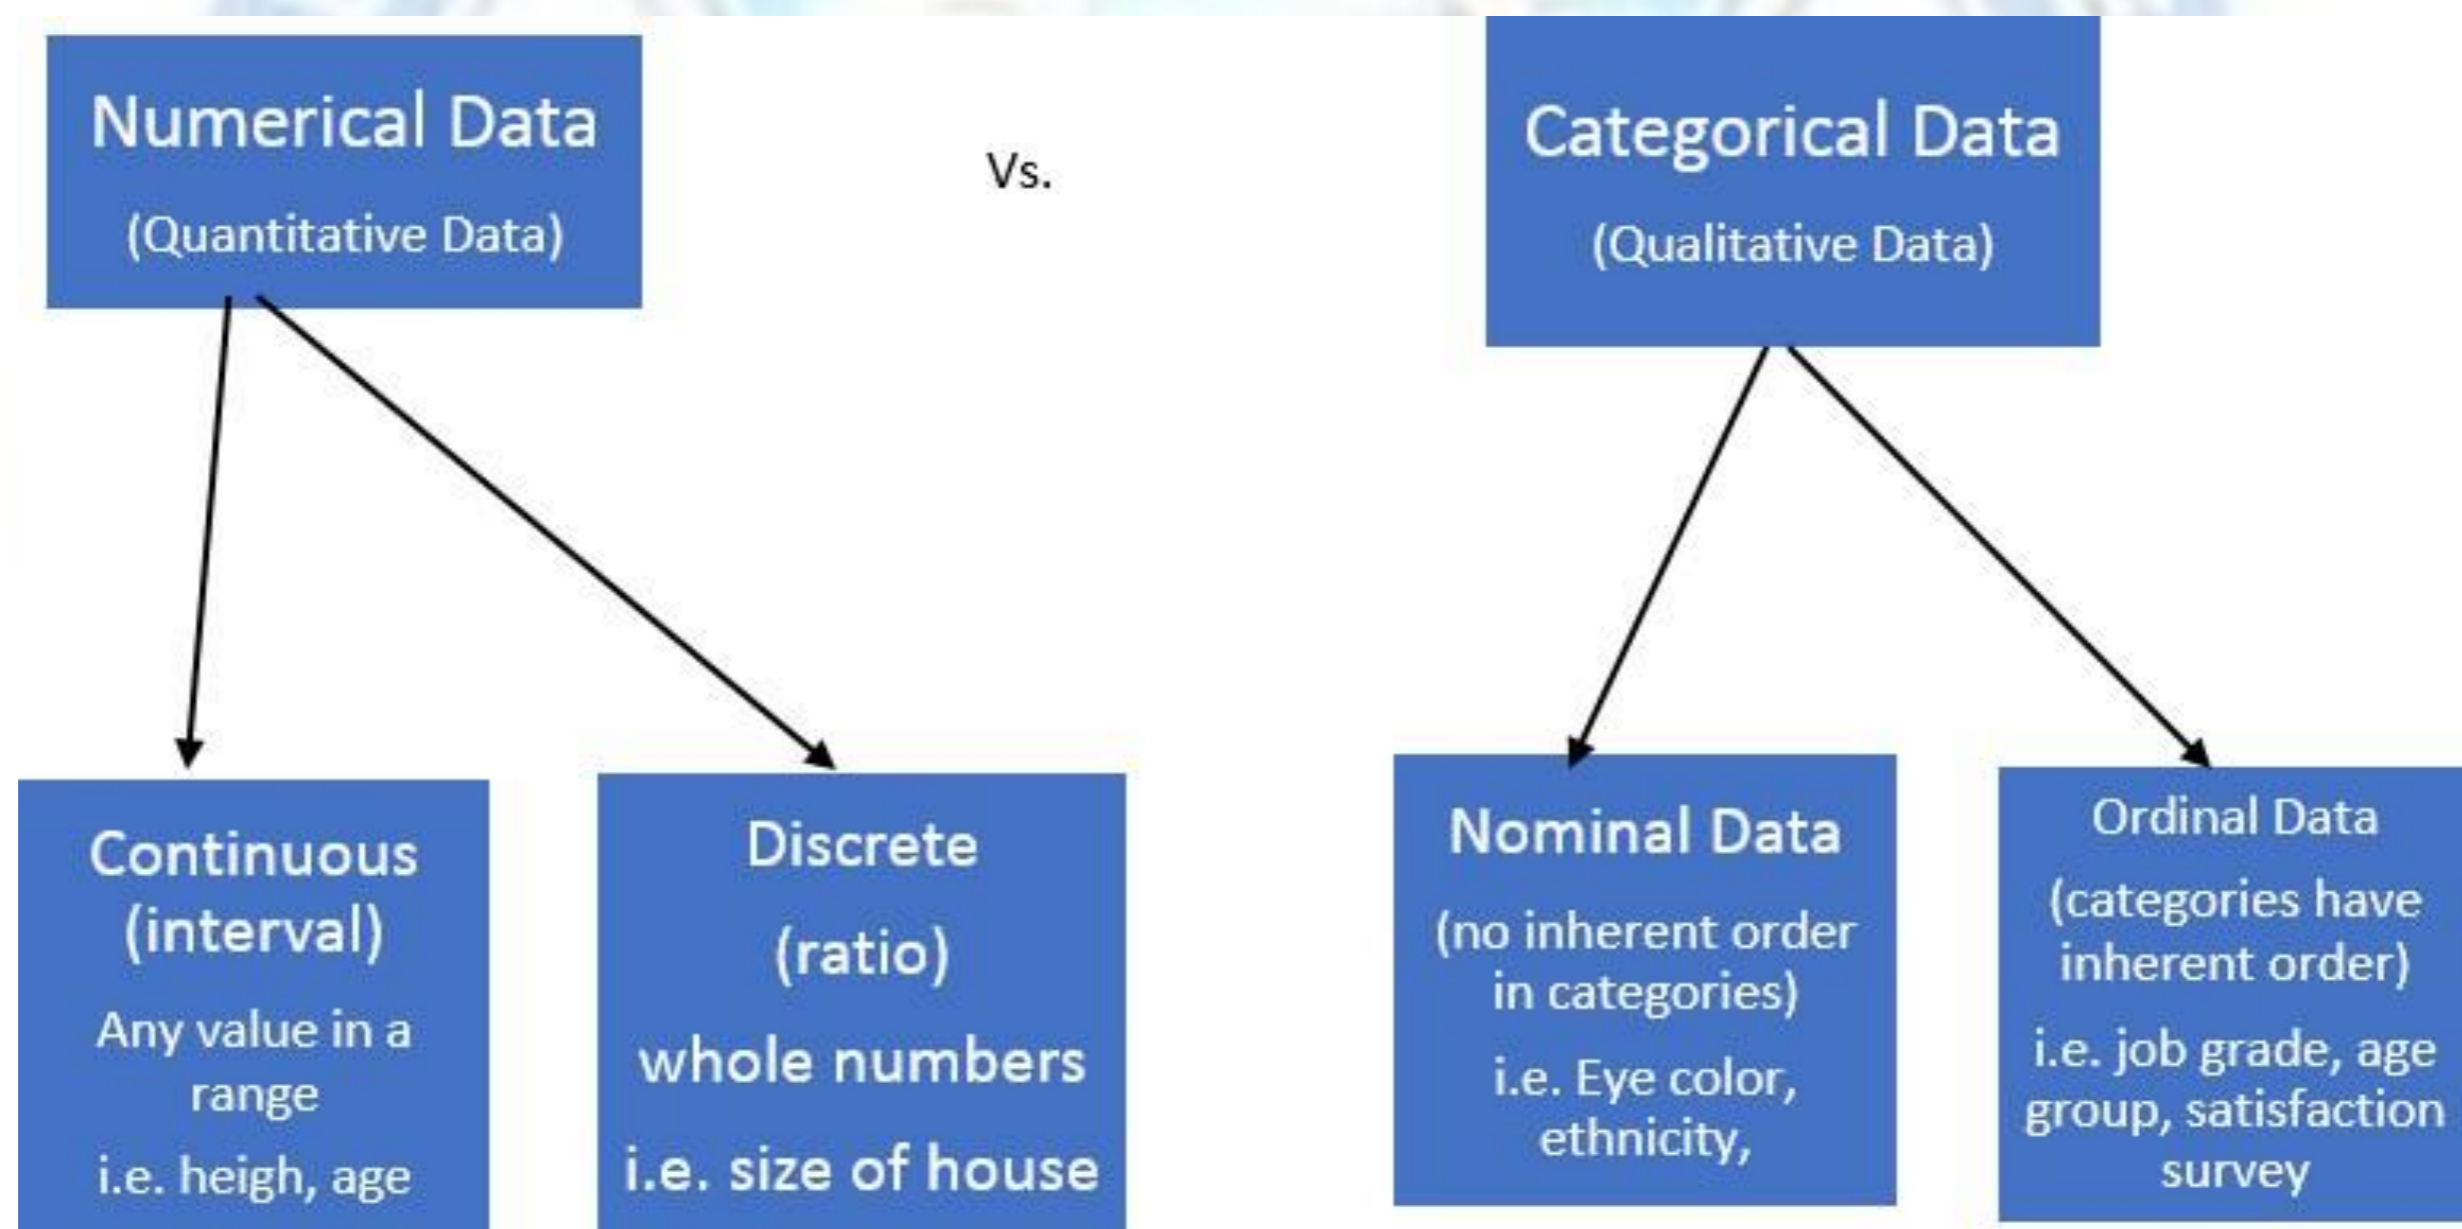 Numerical Data
(Quantitative Data)
Vs.
Categorical Data
(Qualitative Data)
Continuous
(interval)
Any value in a
range
i.e. heigh, age
Discrete
(ratio)
whole numbers
i.e. size of house
Nominal Data
(no inherent order
in categories)
i.e. Eye color,
ethnicity,
Ordinal Data
(categories have
inherent order)
i.e. job grade, age
group, satisfaction
survey